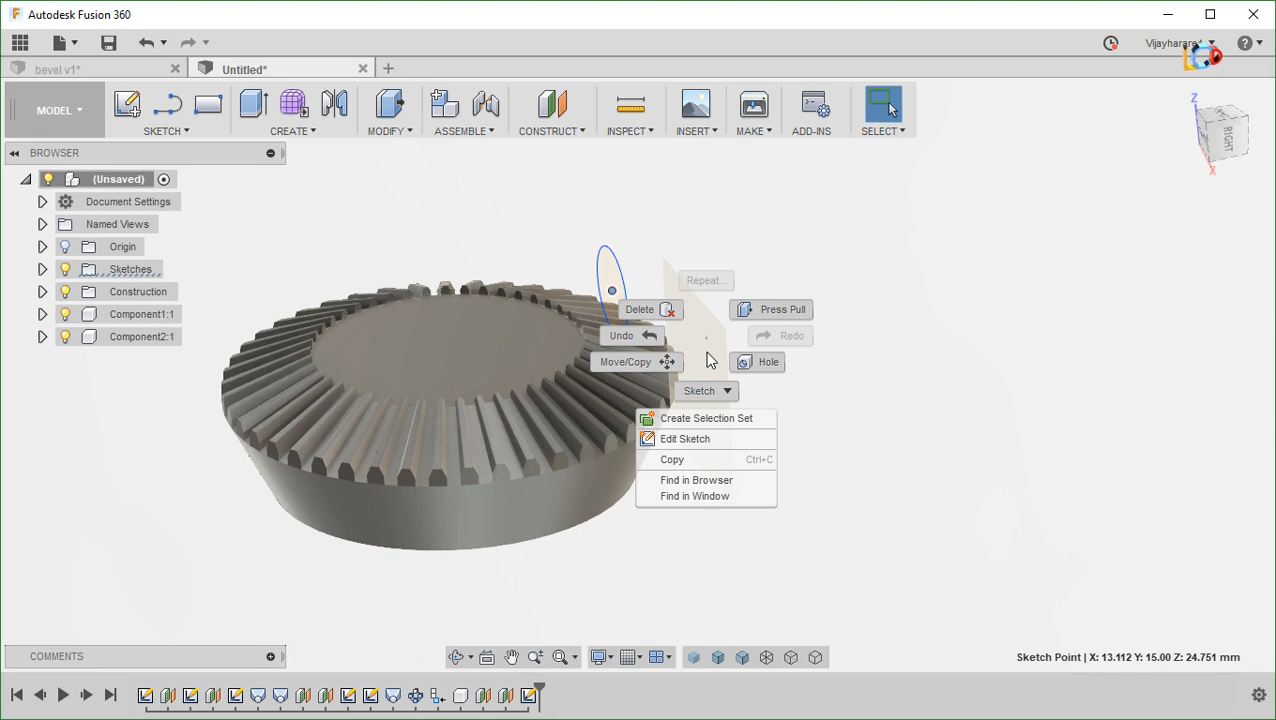 Autodesk Fusion 360
Vijayharare4
bevel v1*
Untitled*
MODEL
SKETCH
CREATE
MODIFY
ASSEMBLE
CONSTRUCT
INSPECT
INSERT
MAKE
ADD-INS
SELECT
Z
RIGHT
X
BROWSER
(Unsaved)
Document Settings
Named Views
Origin
Sketches
Construction
Component1:1
Component2:1
Repeat...
Delete
Press Pull
Undo
Redo
Move/Copy
Hole
Sketch
Create Selection Set
Edit Sketch
Copy Ctrl+C
Find in Browser
Find in Window
COMMENTS
Sketch Point | X: 13.112 Y: 15.00 Z: 24.751 mm